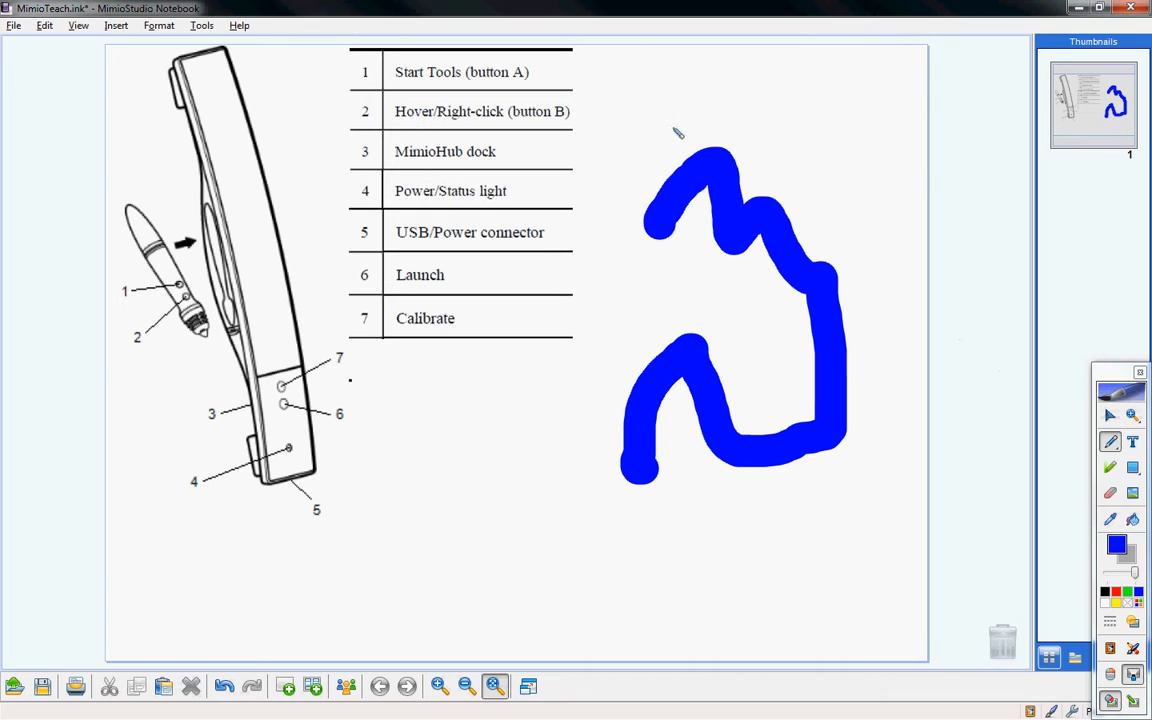 MimioTeach.ink* - MimioStudio Notebook
File Edit View Insert Format Tools Help
Thumbnails
1 Start Tools (button A)
2 Hover/Right-click (button B)
3 MimioHub dock
4 Power/Status light
5 USB/Power connector
6 Launch
7 Calibrate
1
2
3
4
5
6
7
1
T